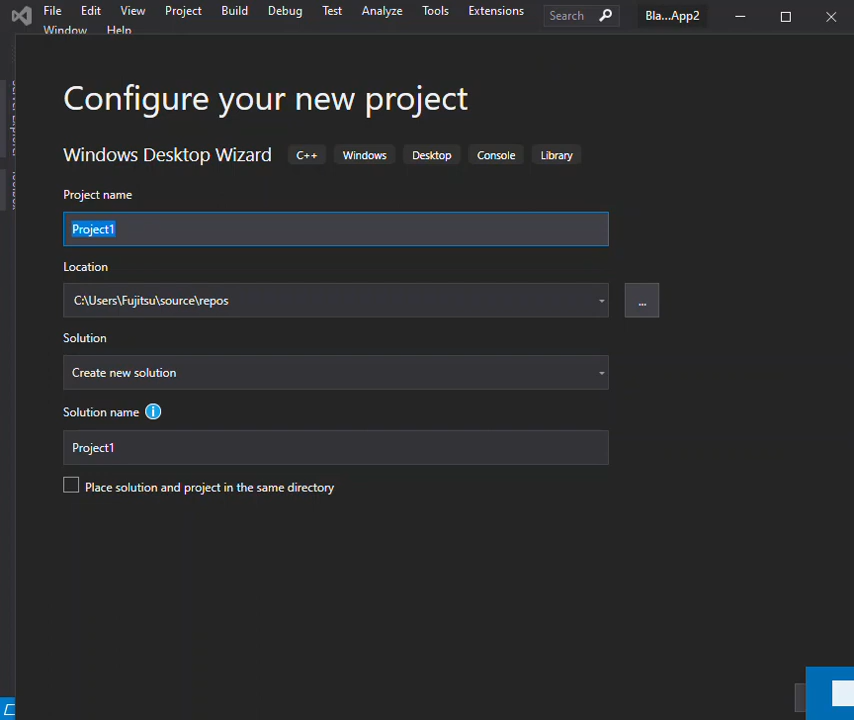 File Edit View Project Build Debug Test Analyze Tools Extensions Search Bla...App2
Window Help
Configure your new project
Windows Desktop Wizard C++ Windows Desktop Console Library
Project name
Project1
Location
C:\Users\Fujitsu\source\repos
...
Solution
Create new solution
Solution name
Project1
Place solution and project in the same directory